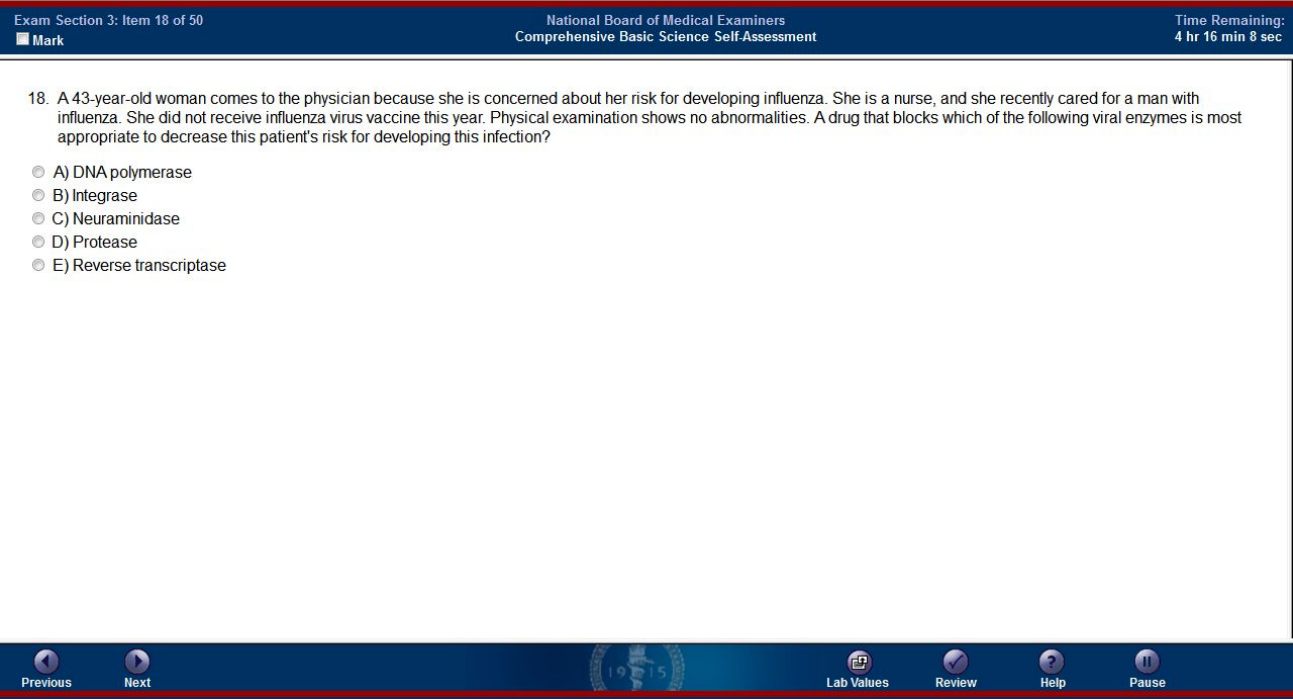 Exam Section 3: Item 18 of 50
Mark
National Board of Medical Examiners
Comprehensive Basic Science Self-Assessment
Time Remaining:
4 hr 16 min 8 sec
18. A 43-year-old woman comes to the physician because she is concerned about her risk for developing influenza. She is a nurse, and she recently cared for a man with
influenza. She did not receive influenza virus vaccine this year. Physical examination shows no abnormalities. A drug that blocks which of the following viral enzymes is most
appropriate to decrease this patient's risk for developing this infection?
A) DNA polymerase
B) Integrase
C) Neuraminidase
D) Protease
E) Reverse transcriptase
1915
Previous
Next
Lab Values
Review
Help
Pause